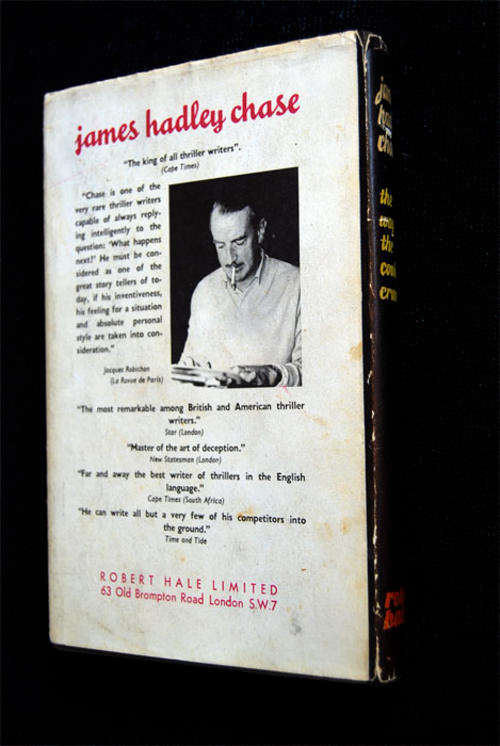 james hadley chase
"The king of all thriller writers".
(Cape Times)
"Chase is one of the
very rare thriller writers
capable of always reply-
ing intelligently to the
question: 'What happens
next?' He must be con-
sidered as one of the
great story tellers of to-
day, if his inventiveness,
his feeling for a situation
and absolute personal
style are taken into con-
sideration."
Jacques Robichon
(La Revue de Paris)
"The most remarkable among British and American thriller
writers."
Star (London)
"Master of the art of deception."
New Statesman (London)
"Far and away the best writer of thrillers in the English
language."
Cape Times (South Africa)
"He can write all but a very few of his competitors into
the ground."
Time and Tide
ROBERT HALE LIMITED
63 Old Brompton Road London S.W.7
the
way
the